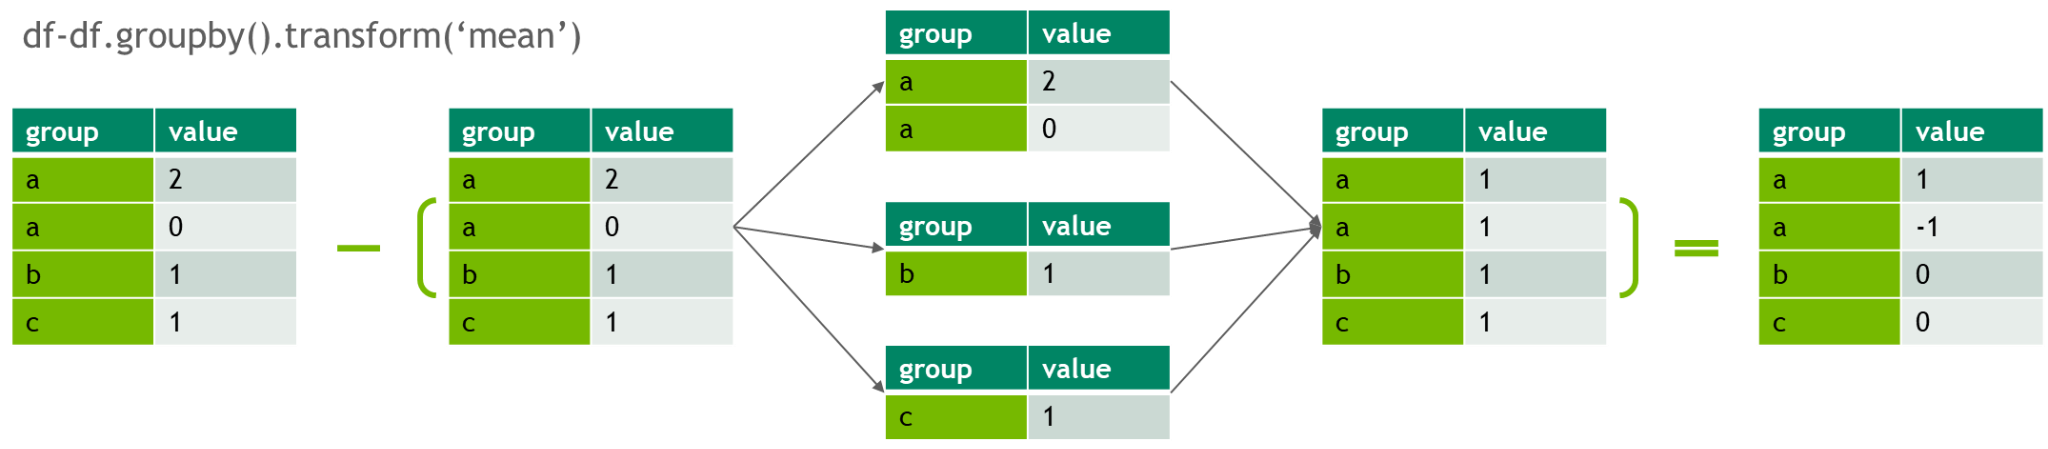 df-df.groupby().transform(‘mean’)
group value
a 2
a 0
b 1
c 1
group value
a 2
a 0
b 1
c 1
group value
a 2
a 0
group value
b 1
group value
c 1
group value
a 1
a 1
b 1
c 1
group value
a 1
a -1
b 0
c 0